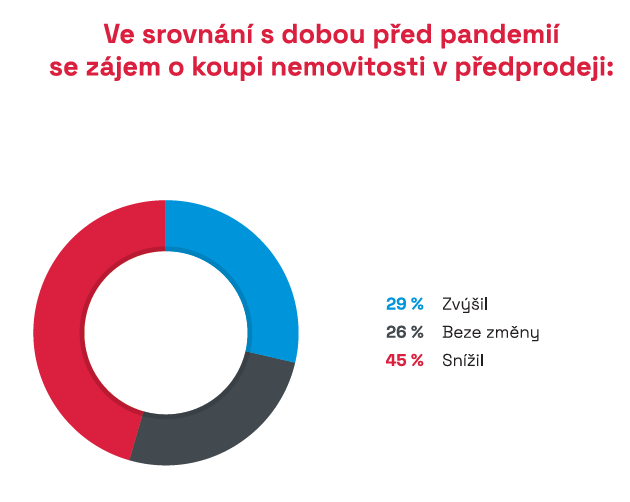 Ve srovnání s dobou před pandemií
se zájem o koupi nemovitosti v předprodeji:
29 % Zvýšil
26 % Beze změny
45 % Snížil